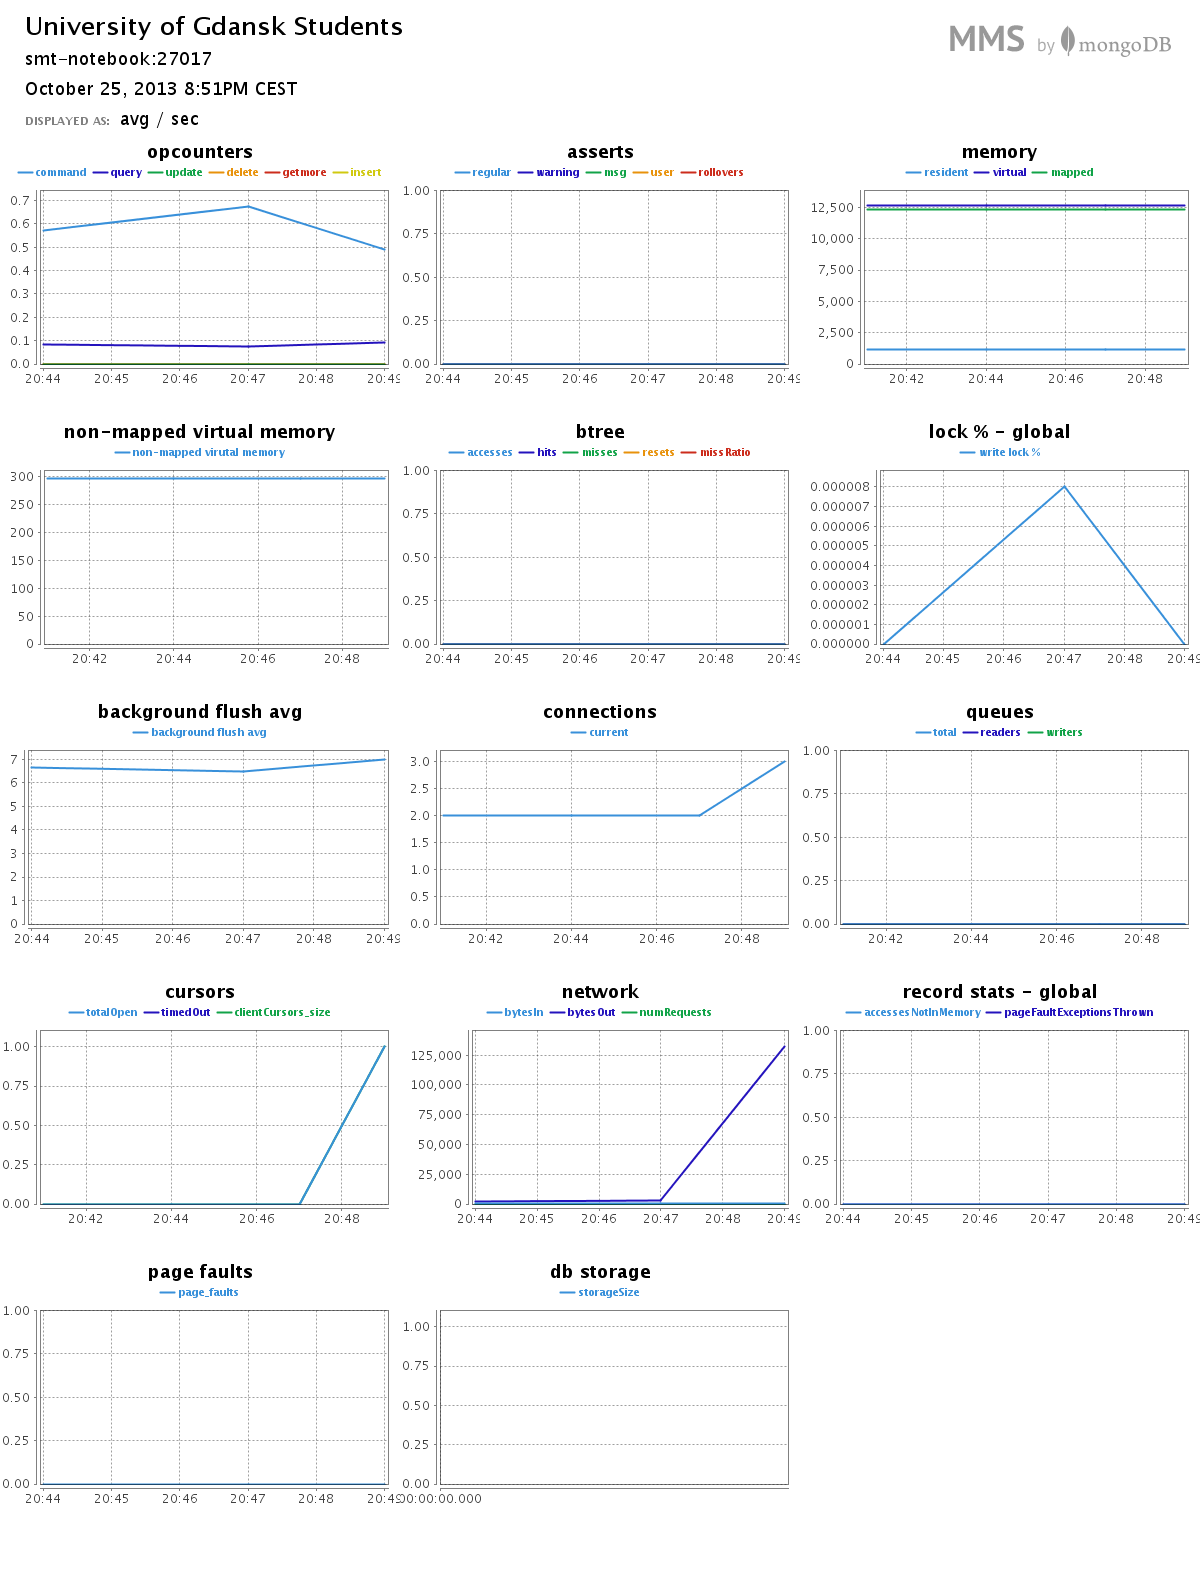 University of Gdansk Students
MMS by mongoDB
smt-notebook:27017
October 25, 2013 8:51PM CEST
DISPLAYED AS: avg / sec
opcounters
command query update delete getmore insert
0.7
0.6
0.5
0.4
0.3
0.2
0.1
0.0
20:44 20:45 20:46 20:47 20:48 20:49
asserts
regular warning msg user rollovers
1.00
0.75
0.50
0.25
0.00
20:44 20:45 20:46 20:47 20:48 20:49
memory
resident virtual mapped
12,500
10,000
7,500
5,000
2,500
0
20:42 20:44 20:46 20:48
non-mapped virtual memory
non-mapped virutal memory
300
250
200
150
100
50
0
20:42 20:44 20:46 20:48
btree
accesses hits misses resets missRatio
1.00
0.75
0.50
0.25
0.00
20:44 20:45 20:46 20:47 20:48 20:49
lock % - global
write lock %
0.000008
0.000007
0.000006
0.000005
0.000004
0.000003
0.000002
0.000001
0.000000
20:44 20:45 20:46 20:47 20:48 20:49
background flush avg
background flush avg
7
6
5
4
3
2
1
0
20:44 20:45 20:46 20:47 20:48 20:49
connections
current
3.0
2.5
2.0
1.5
1.0
0.5
0.0
20:42 20:44 20:46 20:48
queues
total readers writers
1.00
0.75
0.50
0.25
0.00
20:42 20:44 20:46 20:48
cursors
totalOpen timedOut clientCursors_size
1.00
0.75
0.50
0.25
0.00
20:42 20:44 20:46 20:48
network
bytesIn bytesOut numRequests
125,000
100,000
75,000
50,000
25,000
0
20:44 20:45 20:46 20:47 20:48 20:49
record stats - global
accessesNotInMemory pageFaultExceptionsThrown
1.00
0.75
0.50
0.25
0.00
20:44 20:45 20:46 20:47 20:48 20:49
page faults
page_faults
1.00
0.75
0.50
0.25
0.00
20:44 20:45 20:46 20:47 20:48 20:49
db storage
storageSize
1.00
0.75
0.50
0.25
0.00
00:00:00.000